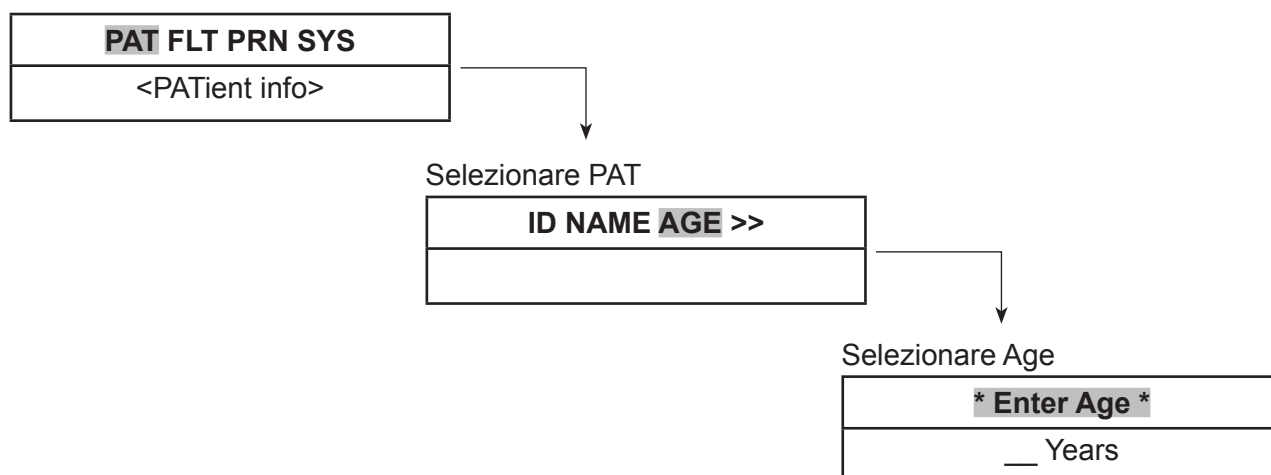 PAT FLT PRN SYS
<PATient info>
Selezionare PAT
ID NAME AGE >>
Selezionare Age
* Enter Age *
__ Years